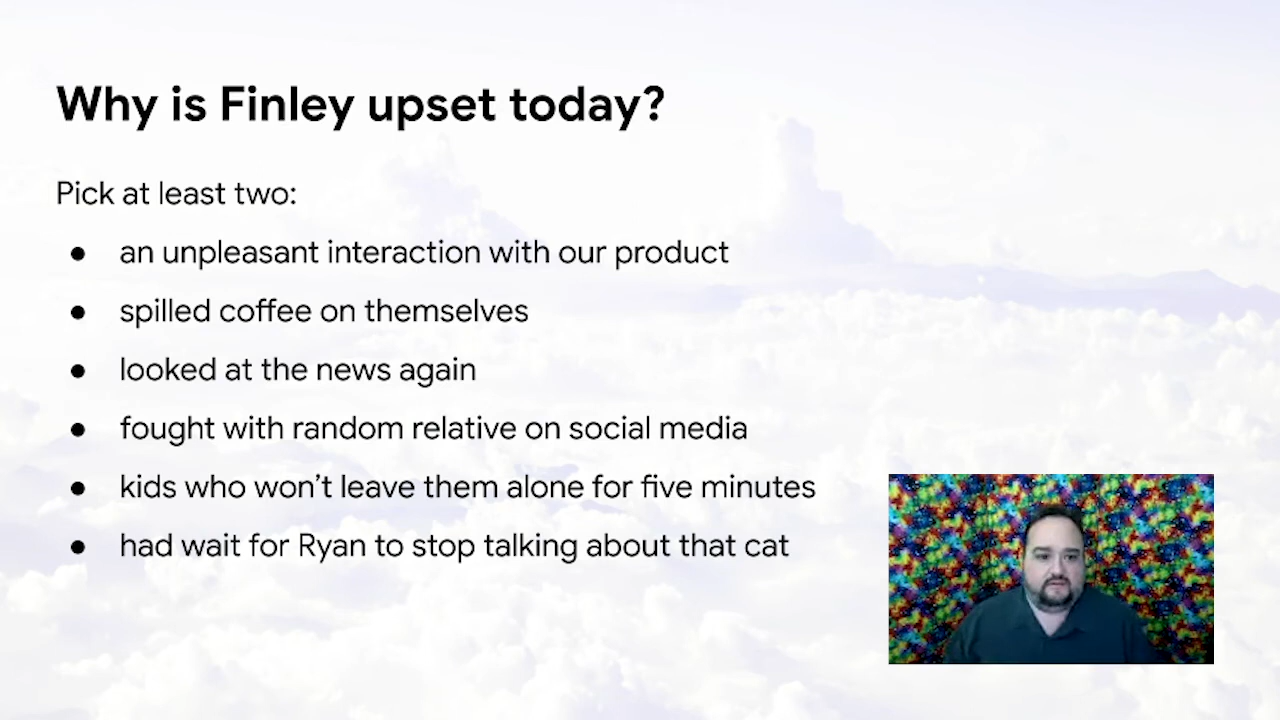 Why is Finley upset today?
Pick at least two:
● an unpleasant interaction with our product
● spilled coffee on themselves
● looked at the news again
● fought with random relative on social media
● kids who won’t leave them alone for five minutes
● had wait for Ryan to stop talking about that cat